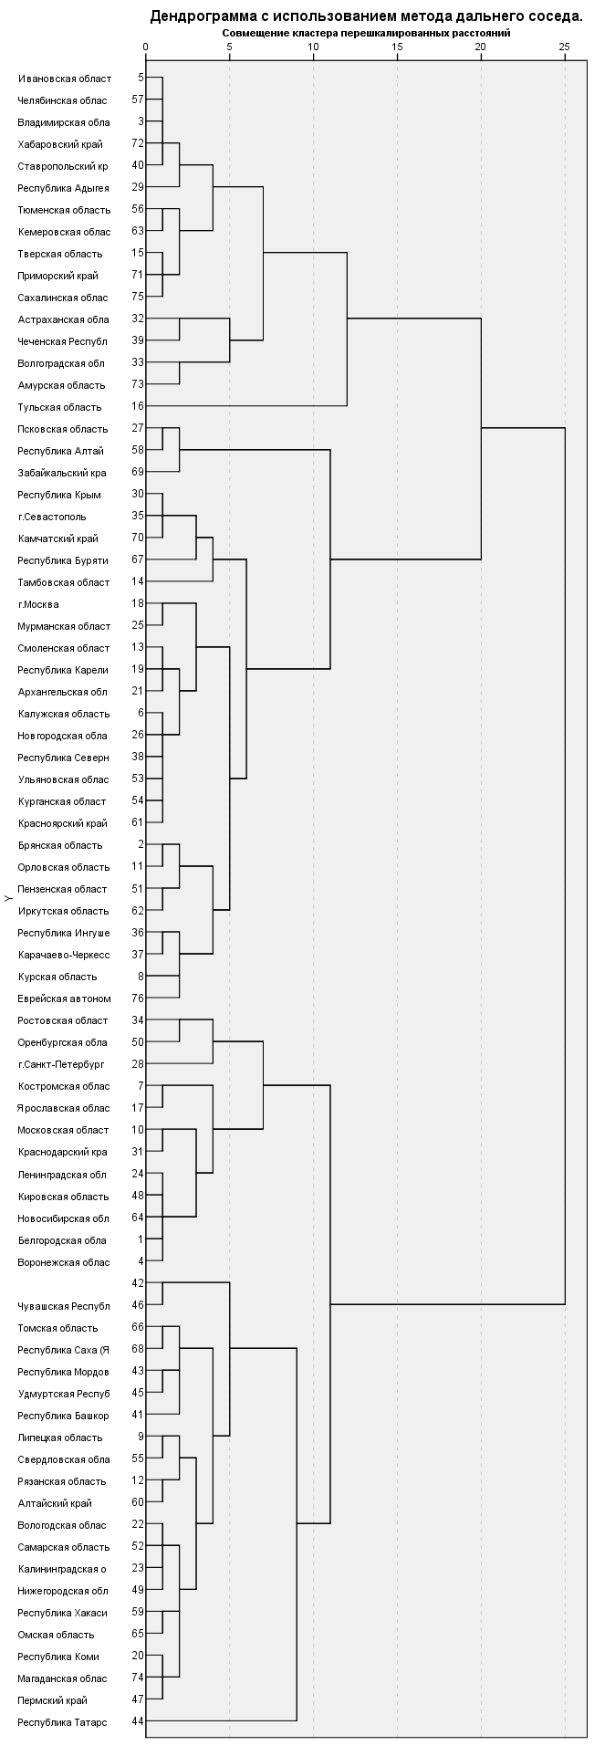 Дендрограмма с использованием метода дальнего соседа.
Совмещение кластера перешкалированных расстояний
0 5 10 15 20 25
Ивановская област 5
Челябинская облас 57
Владимирская обла 3
Хабаровский край 72
Ставропольский кр 40
Республика Адыгея 29
Тюменская область 56
Кемеровская облас 63
Тверская область 15
Приморский край 71
Сахалинская облас 75
Астраханская обла 32
Чеченская Республ 39
Волгоградская обл 33
Амурская область 73
Тульская область 16
Псковская область 27
Республика Алтай 58
Забайкальский кра 69
Республика Крым 30
г.Севастополь 35
Камчатский край 70
Республика Буряти 67
Тамбовская област 14
г.Москва 18
Мурманская област 25
Смоленская област 13
Республика Карели 19
Архангельская обл 21
Калужская область 6
Новгородская обла 26
Республика Северн 38
Ульяновская облас 53
Курганская област 54
Красноярский край 61
Брянская область 2
Орловская область 11
Пензенская област 51
Иркутская область 62
Y
Республика Ингуше 36
Карачаево-Черкесс 37
Курская область 8
Еврейская автоном 76
Ростовская област 34
Оренбургская обла 50
г.Санкт-Петербург 28
Костромская облас 7
Ярославская облас 17
Московская област 10
Краснодарский кра 31
Ленинградская обл 24
Кировская область 48
Новосибирская обл 64
Белгородская обла 1
Воронежская облас 4
42
Чувашская Республ 46
Томская область 66
Республика Саха (Я 68
Республика Мордов 43
Удмуртская Респуб 45
Республика Башкор 41
Липецкая область 9
Свердловская обла 55
Рязанская область 12
Алтайский край 60
Вологодская облас 22
Самарская область 52
Калининградская о 23
Нижегородская обл 49
Республика Хакаси 59
Омская область 65
Республика Коми 20
Магаданская облас 74
Пермский край 47
Республика Татарс 44